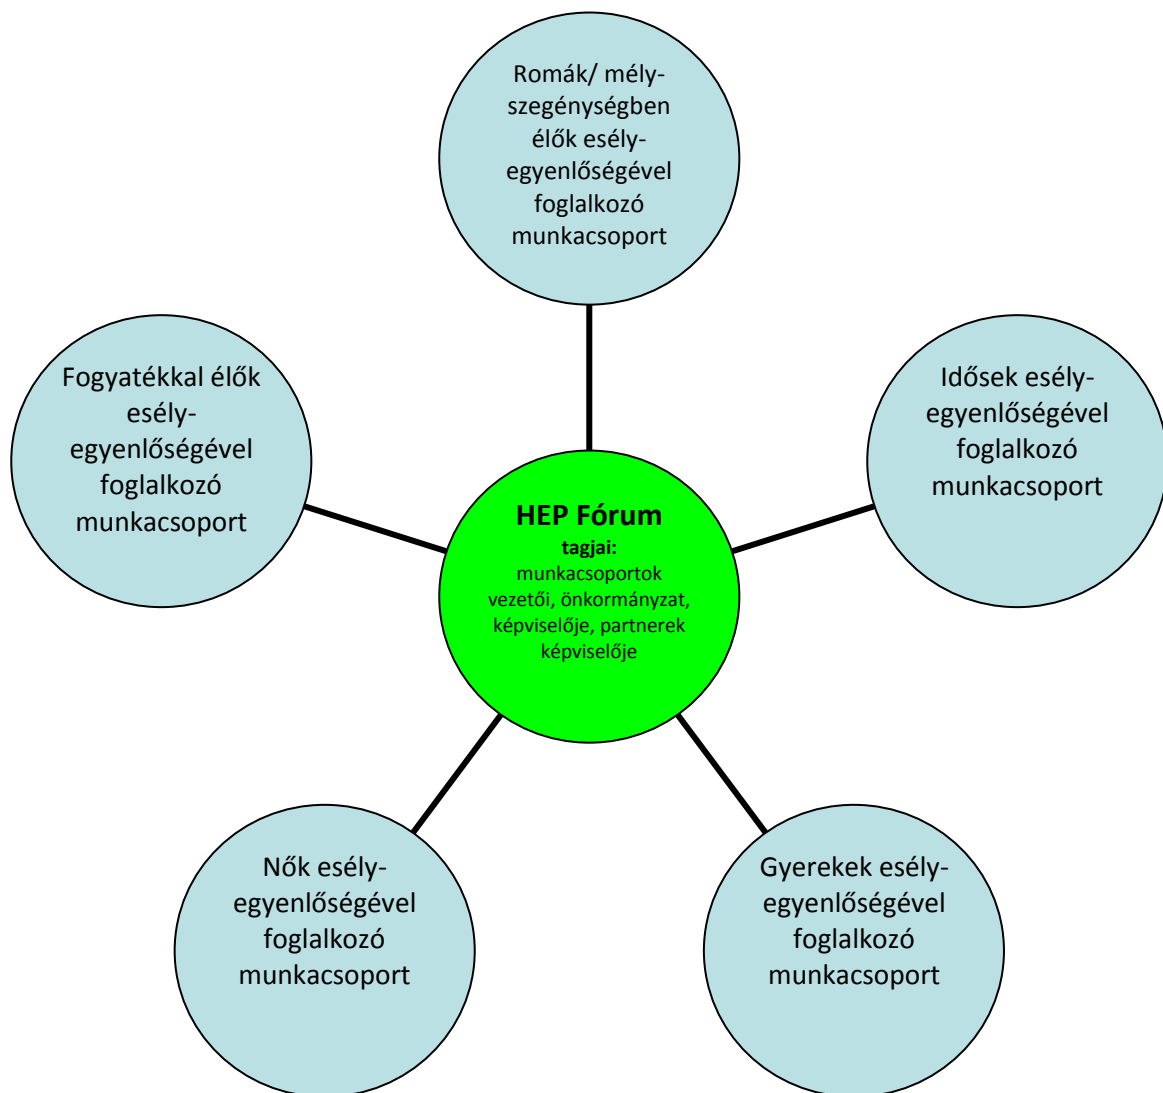 Romák/ mély-
szegénységben
élők esély-
egyenlőségével
foglalkozó
munkacsoport
Fogyatékkal élők
esély-
egyenlőségével
foglalkozó
munkacsoport
Idősek esély-
egyenlőségével
foglalkozó
munkacsoport
HEP Fórum
tagjai:
munkacsoportok
vezetői, önkormányzat,
képviselője, partnerek
képviselője
Nők esély-
egyenlőségével
foglalkozó
munkacsoport
Gyerekek esély-
egyenlőségével
foglalkozó
munkacsoport